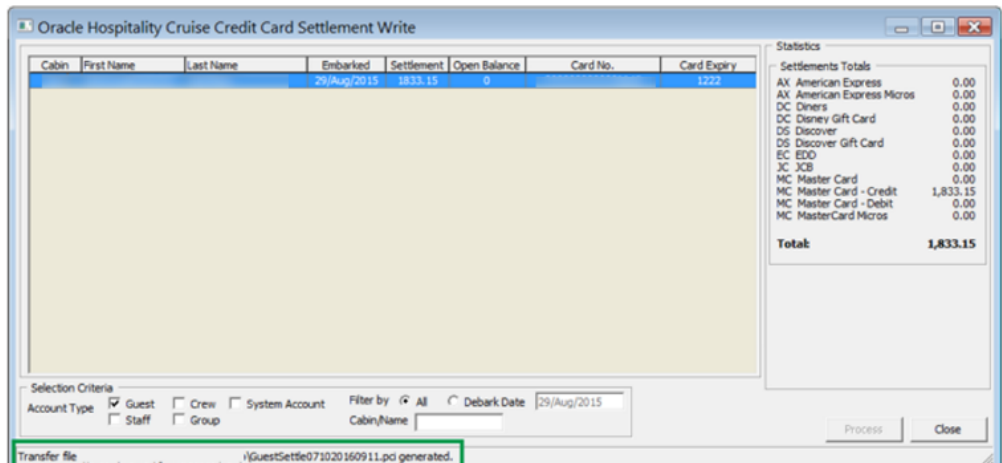 Oracle Hospitality Cruise Credit Card Settlement Write
Cabin First Name Last Name Embarked Settlement Open Balance Card No. Card Expiry
29/Aug/2015 1833.15 0 1222
Statistics
Settlements Totals
AX American Express 0.00
AX American Express Micros 0.00
DC Diners 0.00
DC Disney Gift Card 0.00
DS Discover 0.00
DS Discover Gift Card 0.00
EC EDD 0.00
JC JCB 0.00
MC Master Card 0.00
MC Master Card - Credit 1,833.15
MC Master Card - Debit 0.00
MC MasterCard Micros 0.00
Total: 1,833.15
Selection Criteria
Account Type Guest Crew System Account Filter by All Debark Date 29/Aug/2015
Staff Group Cabin/Name
Process Close
Transfer file \GuestSettle071020160911.pci generated.